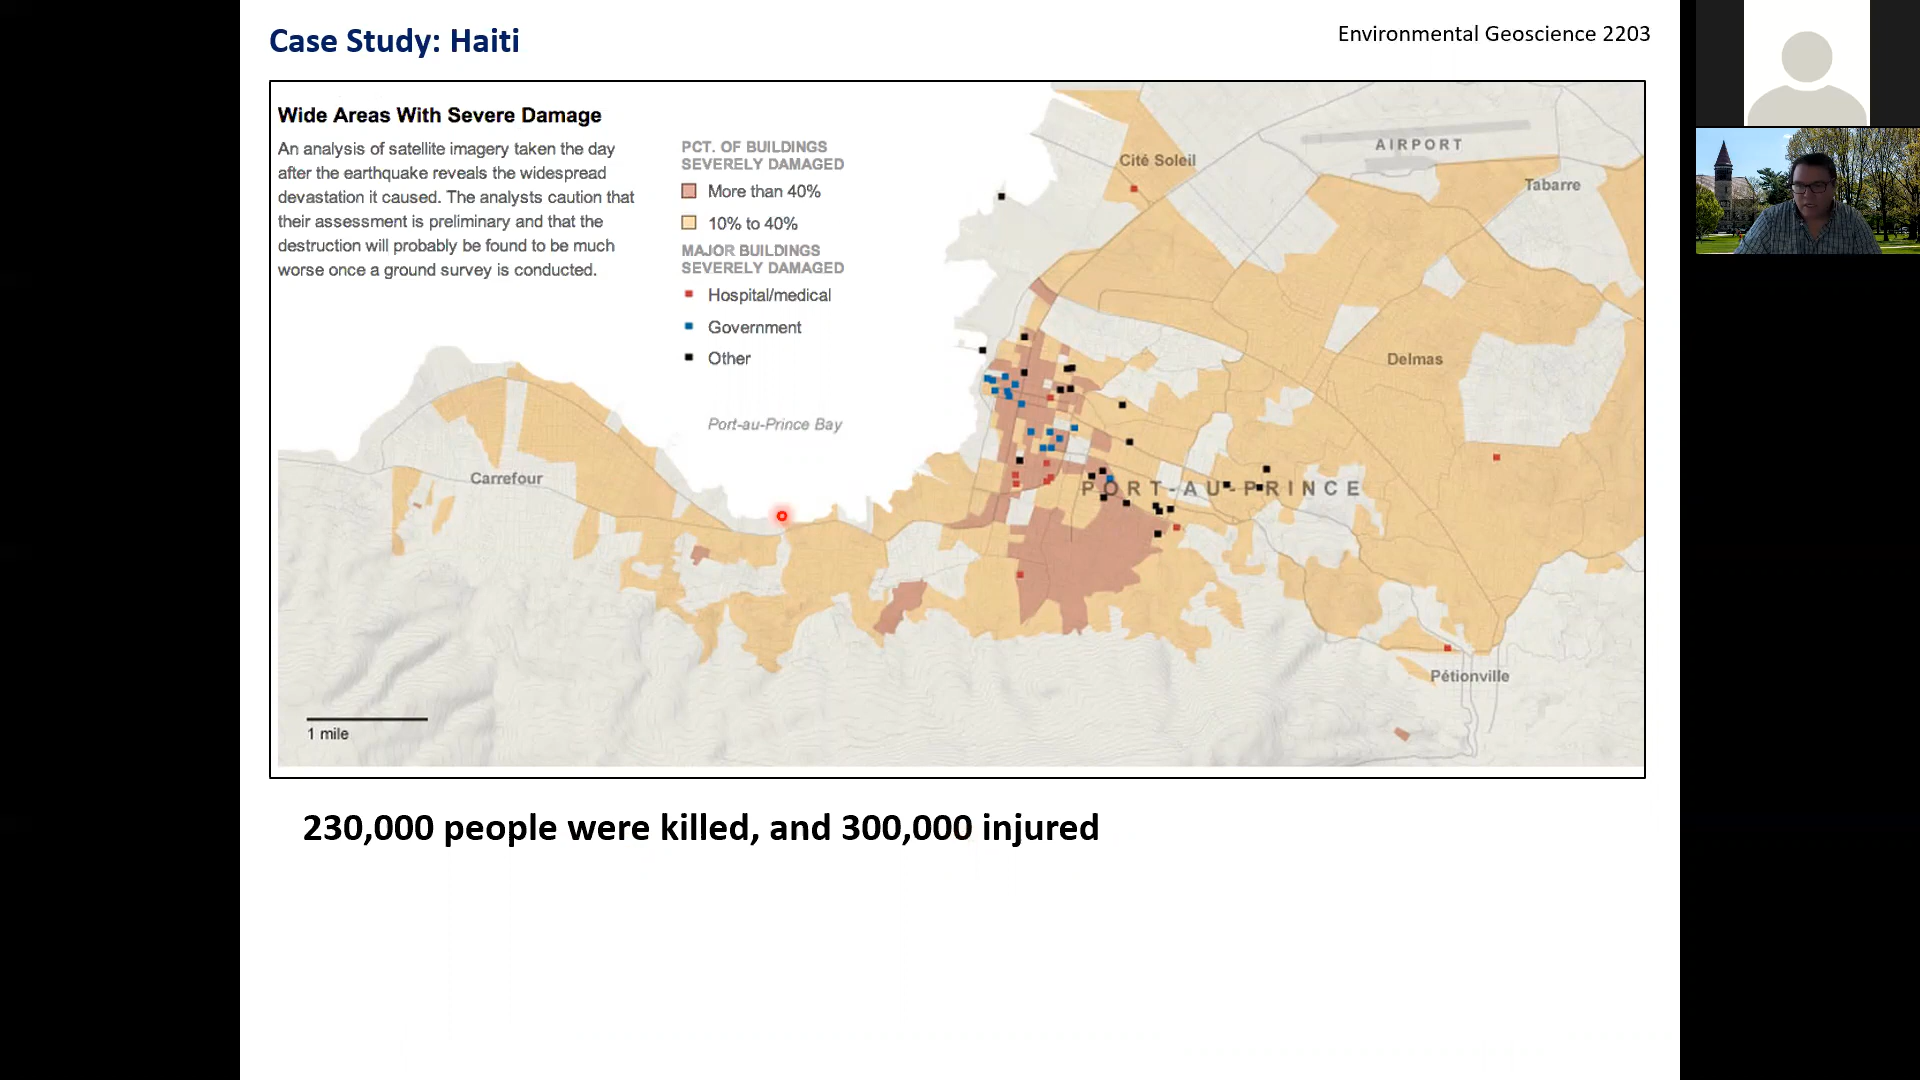 Case Study: Haiti
Environmental Geoscience 2203
Wide Areas With Severe Damage
An analysis of satellite imagery taken the day
after the earthquake reveals the widespread
devastation it caused. The analysts caution that
their assessment is preliminary and that the
destruction will probably be found to be much
worse once a ground survey is conducted.
PCT. OF BUILDINGS
SEVERELY DAMAGED
More than 40%
10% to 40%
MAJOR BUILDINGS
SEVERELY DAMAGED
Hospital/medical
Government
Other
Port-au-Prince Bay
AIRPORT
Cité Soleil
Tabarre
Delmas
Carrefour
PORT-AU-PRINCE
Pétionville
1 mile
230,000 people were killed, and 300,000 injured